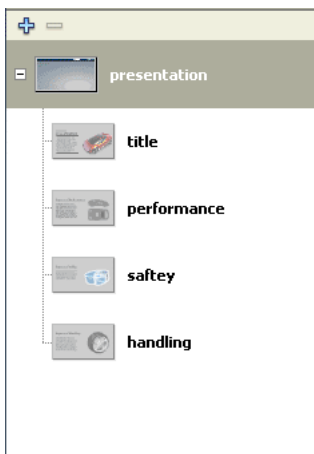 presentation
title
performance
saftey
handling